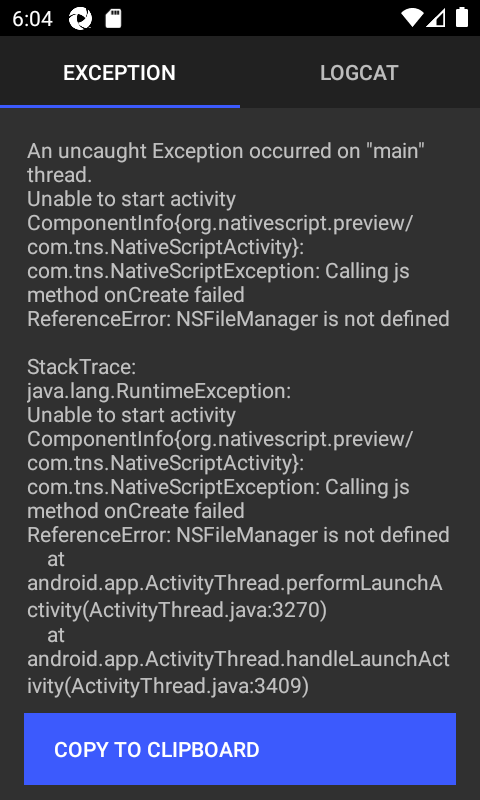 6:04
EXCEPTION
LOGCAT
An uncaught Exception occurred on "main"
thread.
Unable to start activity
ComponentInfo{org.nativescript.preview/
com.tns.NativeScriptActivity}:
com.tns.NativeScriptException: Calling js
method onCreate failed
ReferenceError: NSFileManager is not defined
StackTrace:
java.lang.RuntimeException:
Unable to start activity
ComponentInfo{org.nativescript.preview/
com.tns.NativeScriptActivity}:
com.tns.NativeScriptException: Calling js
method onCreate failed
ReferenceError: NSFileManager is not defined
at
android.app.ActivityThread.performLaunchA
ctivity(ActivityThread.java:3270)
at
android.app.ActivityThread.handleLaunchAct
ivity(ActivityThread.java:3409)
COPY TO CLIPBOARD